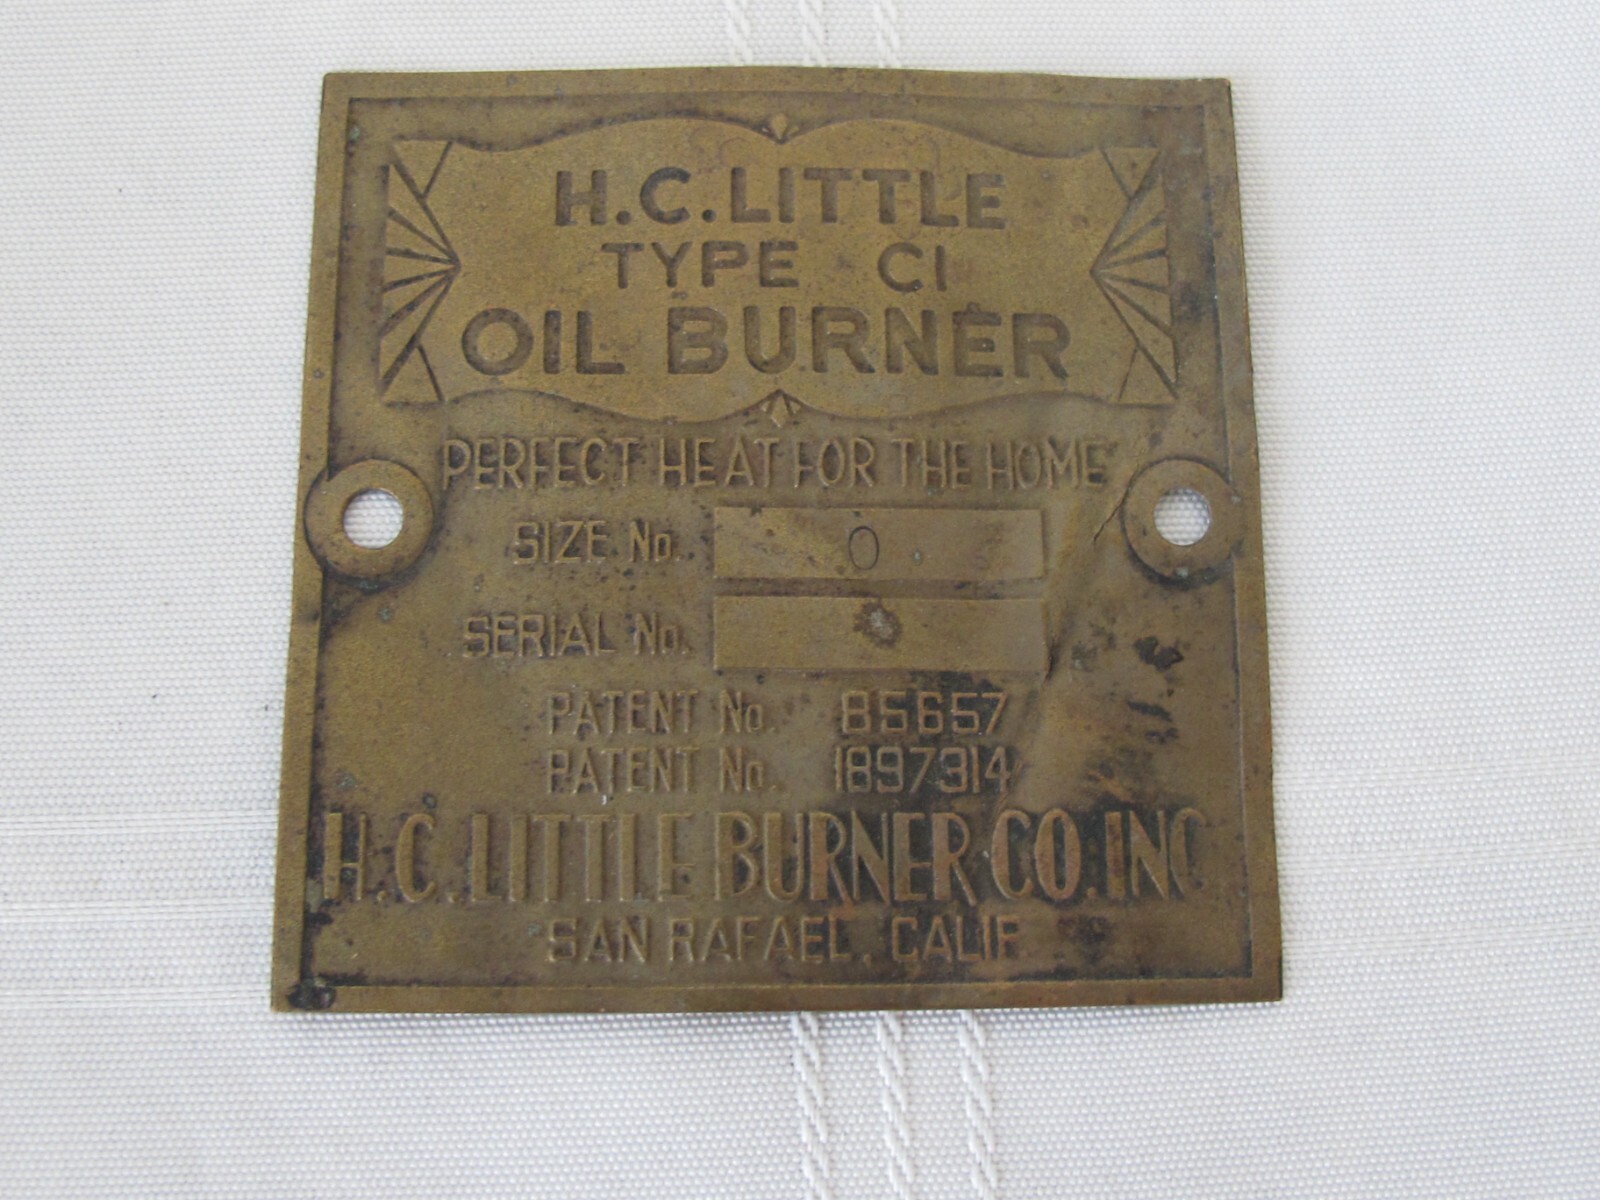 H.C. LITTLE
TYPE CI
OIL BURNER
PERFECT HEAT FOR THE HOME
SIZE No. 0
SERIAL No.
PATENT No. 85657
PATENT No. 1897314
H.C. LITTLE BURNER CO. INC
SAN RAFAEL, CALIF.